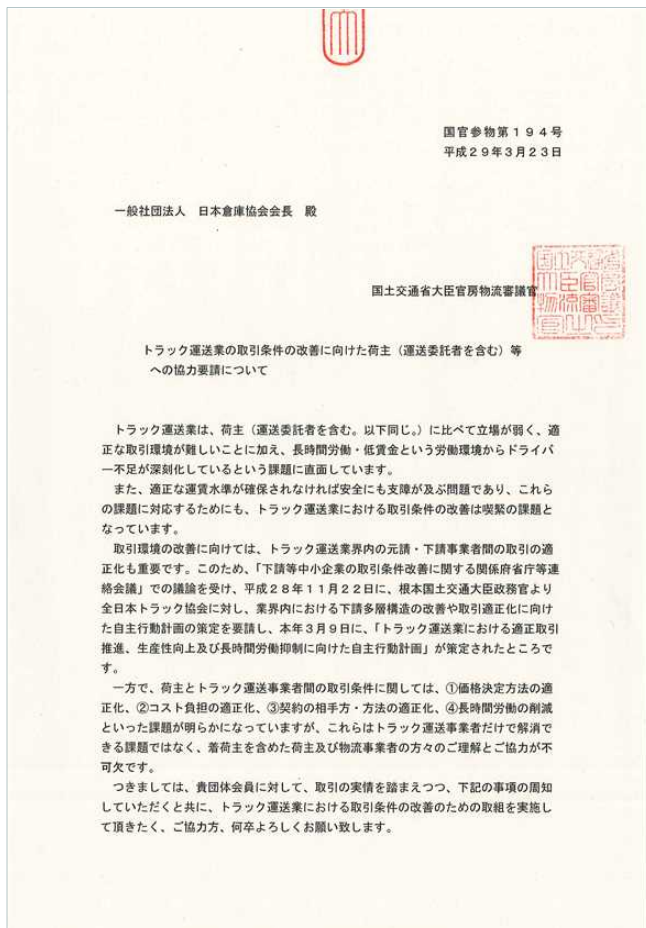 国官参物第194号
平成29年3月23日
一般社団法人 日本倉庫協会会長 殿
国土交通省大臣官房物流審議官
トラック運送業の取引条件の改善に向けた荷主（運送委託者を含む）等
への協力要請について
トラック運送業は、荷主（運送委託者を含む。以下同じ。）に比べて立場が弱く、適
正な取引環境が難しいことに加え、長時間労働・低賃金という労働環境からドライバ
ー不足が深刻化しているという課題に直面しています。
また、適正な運賃水準が確保されなければ安全にも支障が及ぶ問題であり、これら
の課題に対応するためにも、トラック運送業における取引条件の改善は喫緊の課題と
なっています。
取引環境の改善に向けては、トラック運送業界内の元請・下請事業者間の取引の適
正化も重要です。このため、「下請等中小企業の取引条件改善に関する関係府省庁等連
絡会議」での議論を受け、平成28年11月22日に、根本国土交通大臣政務官より
全日本トラック協会に対し、業界内における下請多層構造の改善や取引適正化に向け
た自主行動計画の策定を要請し、本年3月9日に、「トラック運送業における適正取引
推進、生産性向上及び長時間労働抑制に向けた自主行動計画」が策定されたところで
す。
一方で、荷主とトラック運送事業者間の取引条件に関しては、①価格決定方法の適
正化、②コスト負担の適正化、③契約の相手方・方法の適正化、④長時間労働の削減
といった課題が明らかになっていますが、これらはトラック運送事業者だけで解消で
きる課題ではなく、着荷主を含めた荷主及び物流事業者の方々のご理解とご協力が不
可欠です。
つきましては、貴団体会員に対して、取引の実情を踏まえつつ、下記の事項の周知
していただくと共に、トラック運送業における取引条件の改善のための取組を実施し
て頂きたく、ご協力方、何卒よろしくお願い致します。